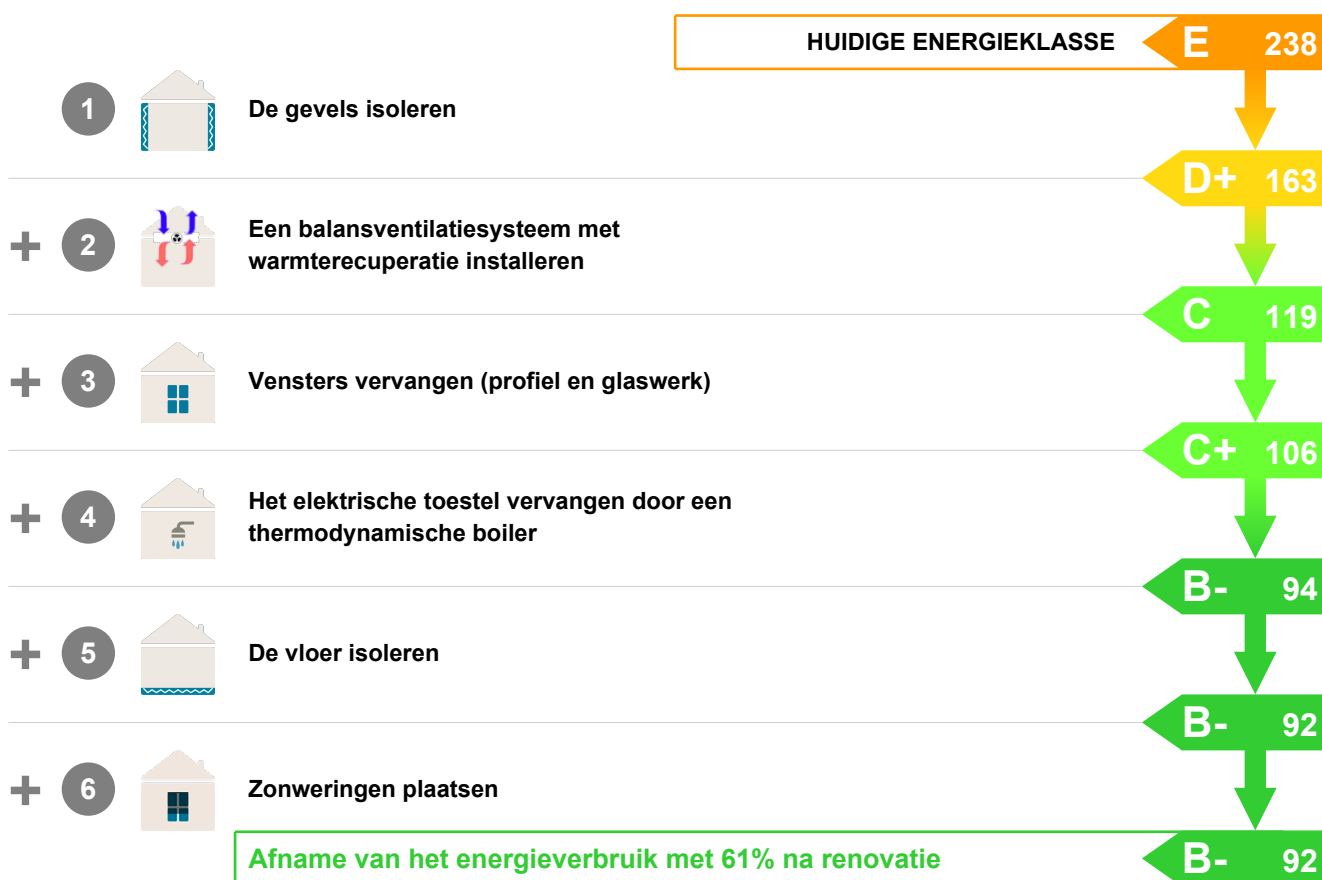 HUIDIGE ENERGIEKLASSE E 238
1 De gevels isoleren
D+ 163
+ 2 Een balansventilatiesysteem met
warmterecuperatie installeren
C 119
+ 3 Vensters vervangen (profiel en glaswerk)
C+ 106
+ 4 Het elektrische toestel vervangen door een
thermodynamische boiler
B- 94
+ 5 De vloer isoleren
B- 92
+ 6 Zonweringen plaatsen
Afname van het energieverbruik met 61% na renovatie B- 92